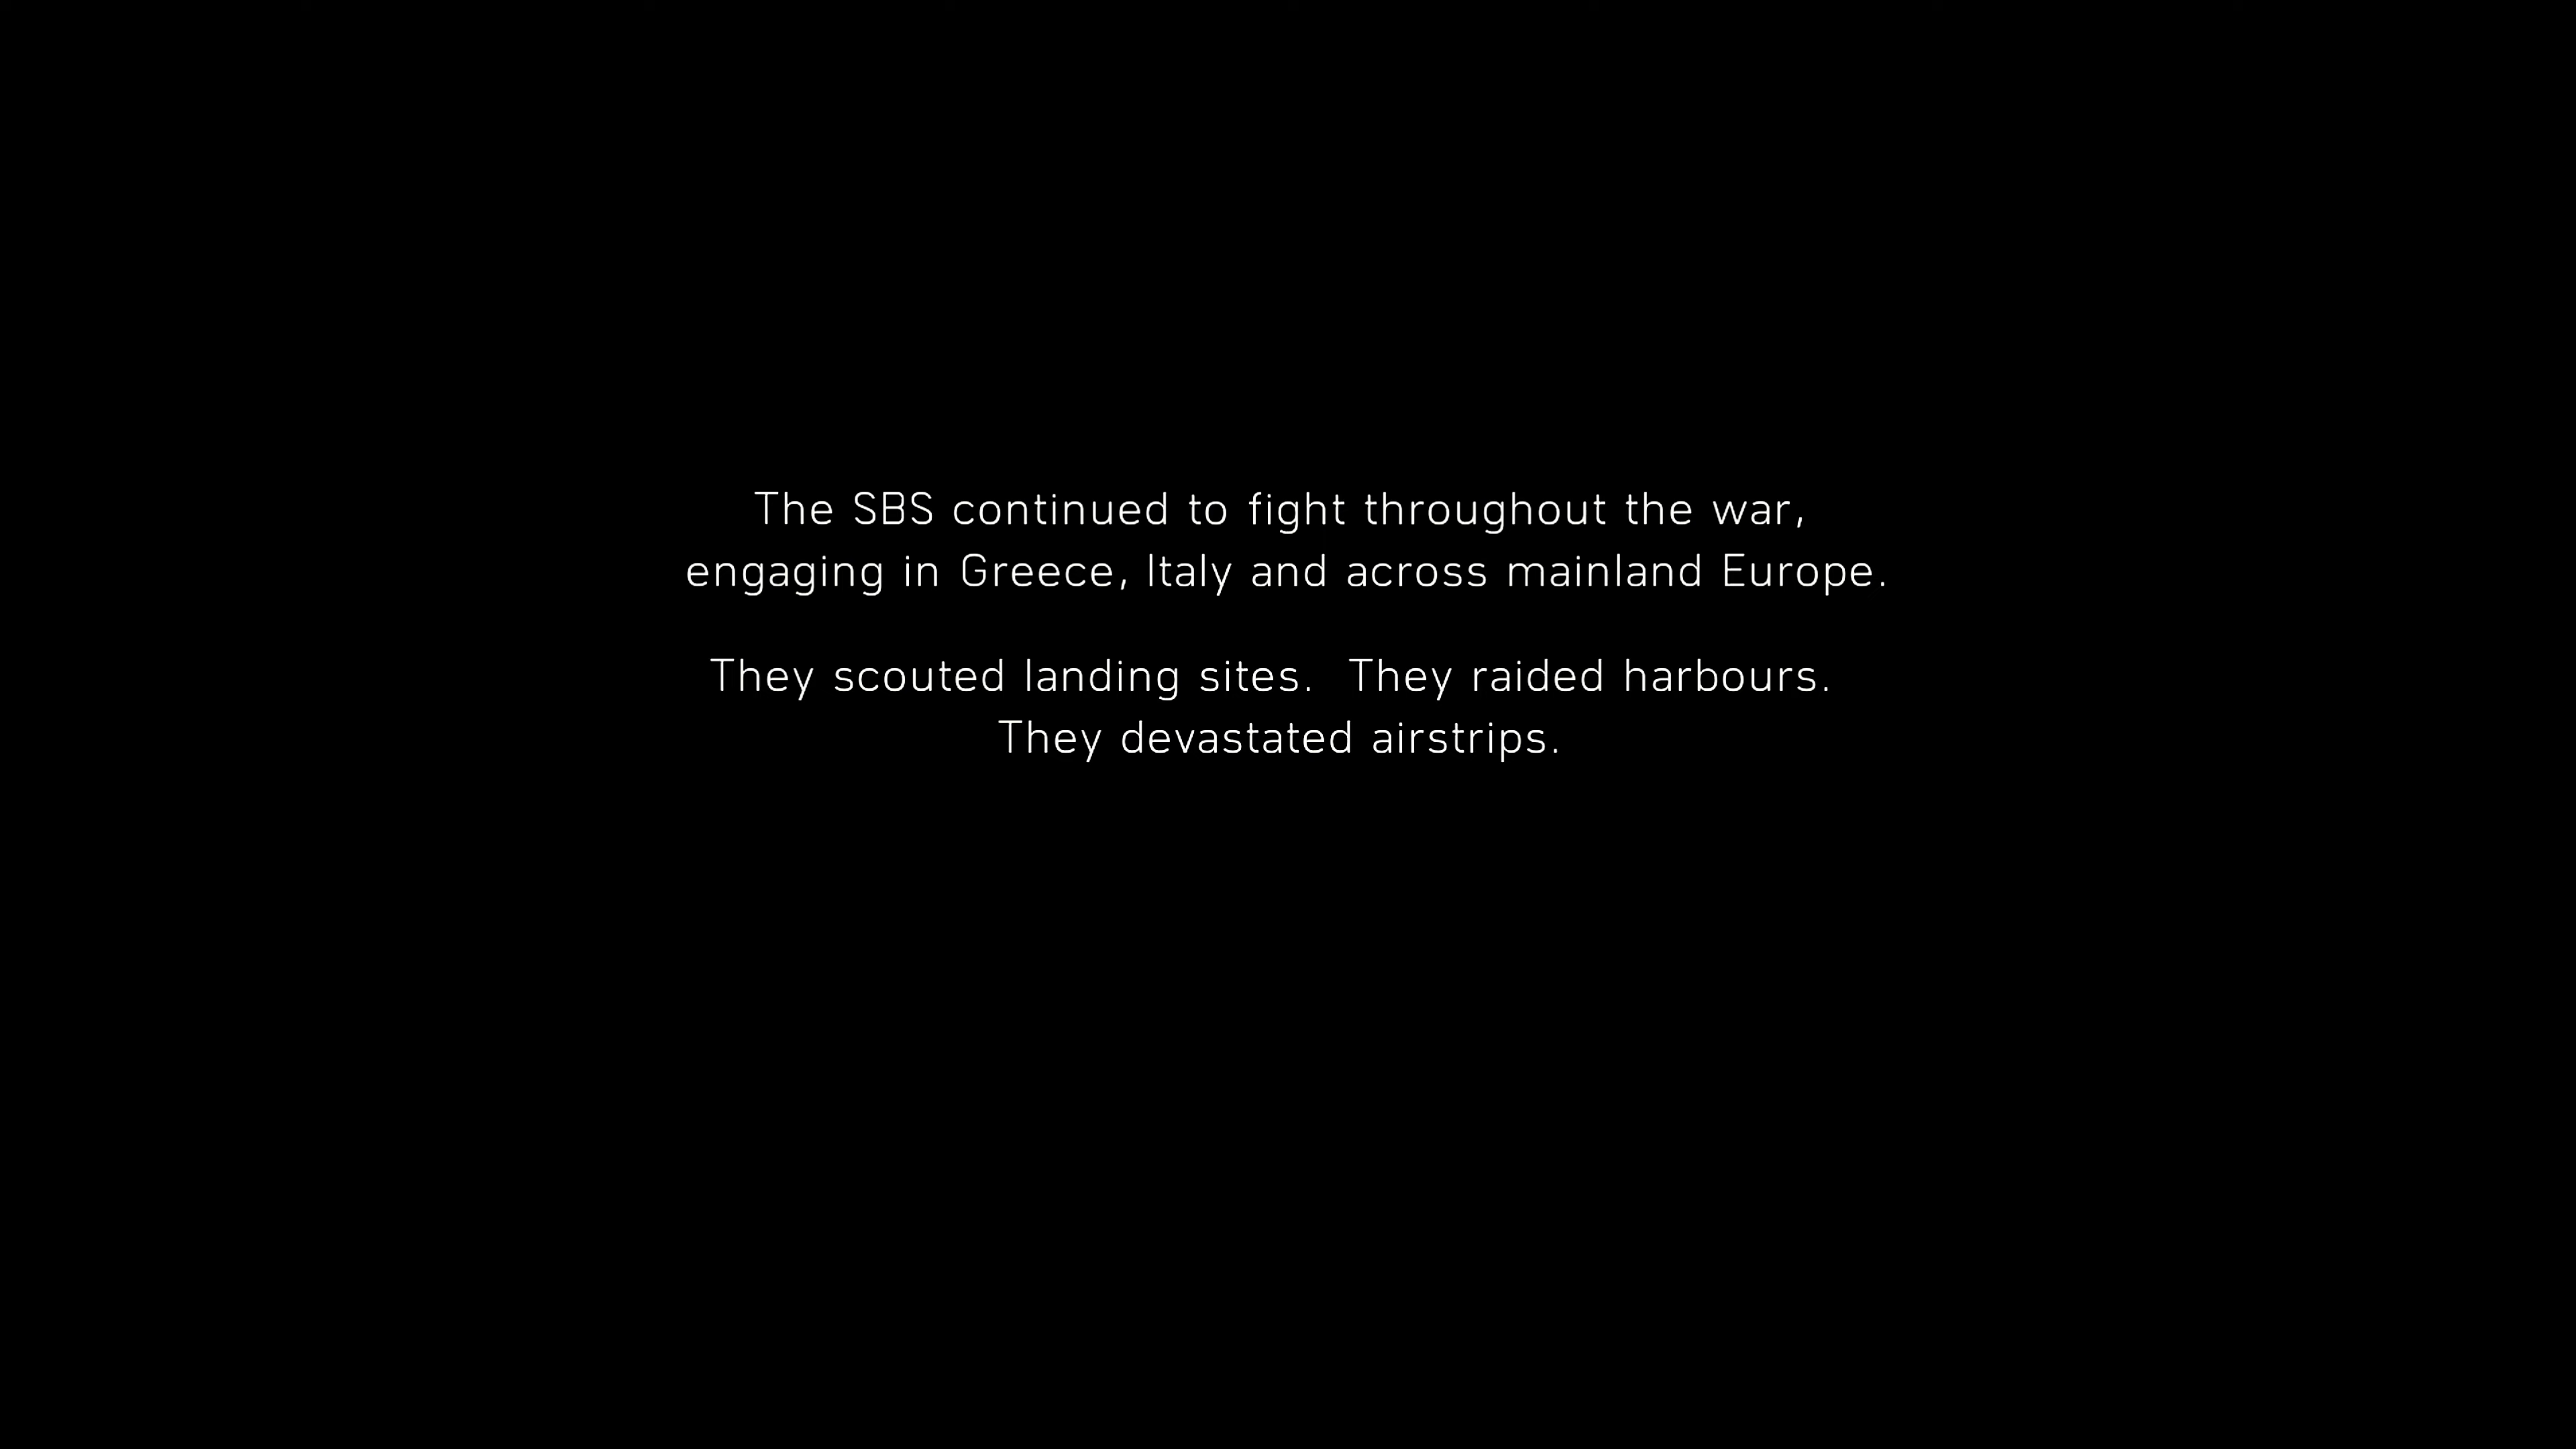 The SBS continued to fight throughout the war,
engaging in Greece, Italy and across mainland Europe.
They scouted landing sites.  They raided harbours.
They devastated airstrips.